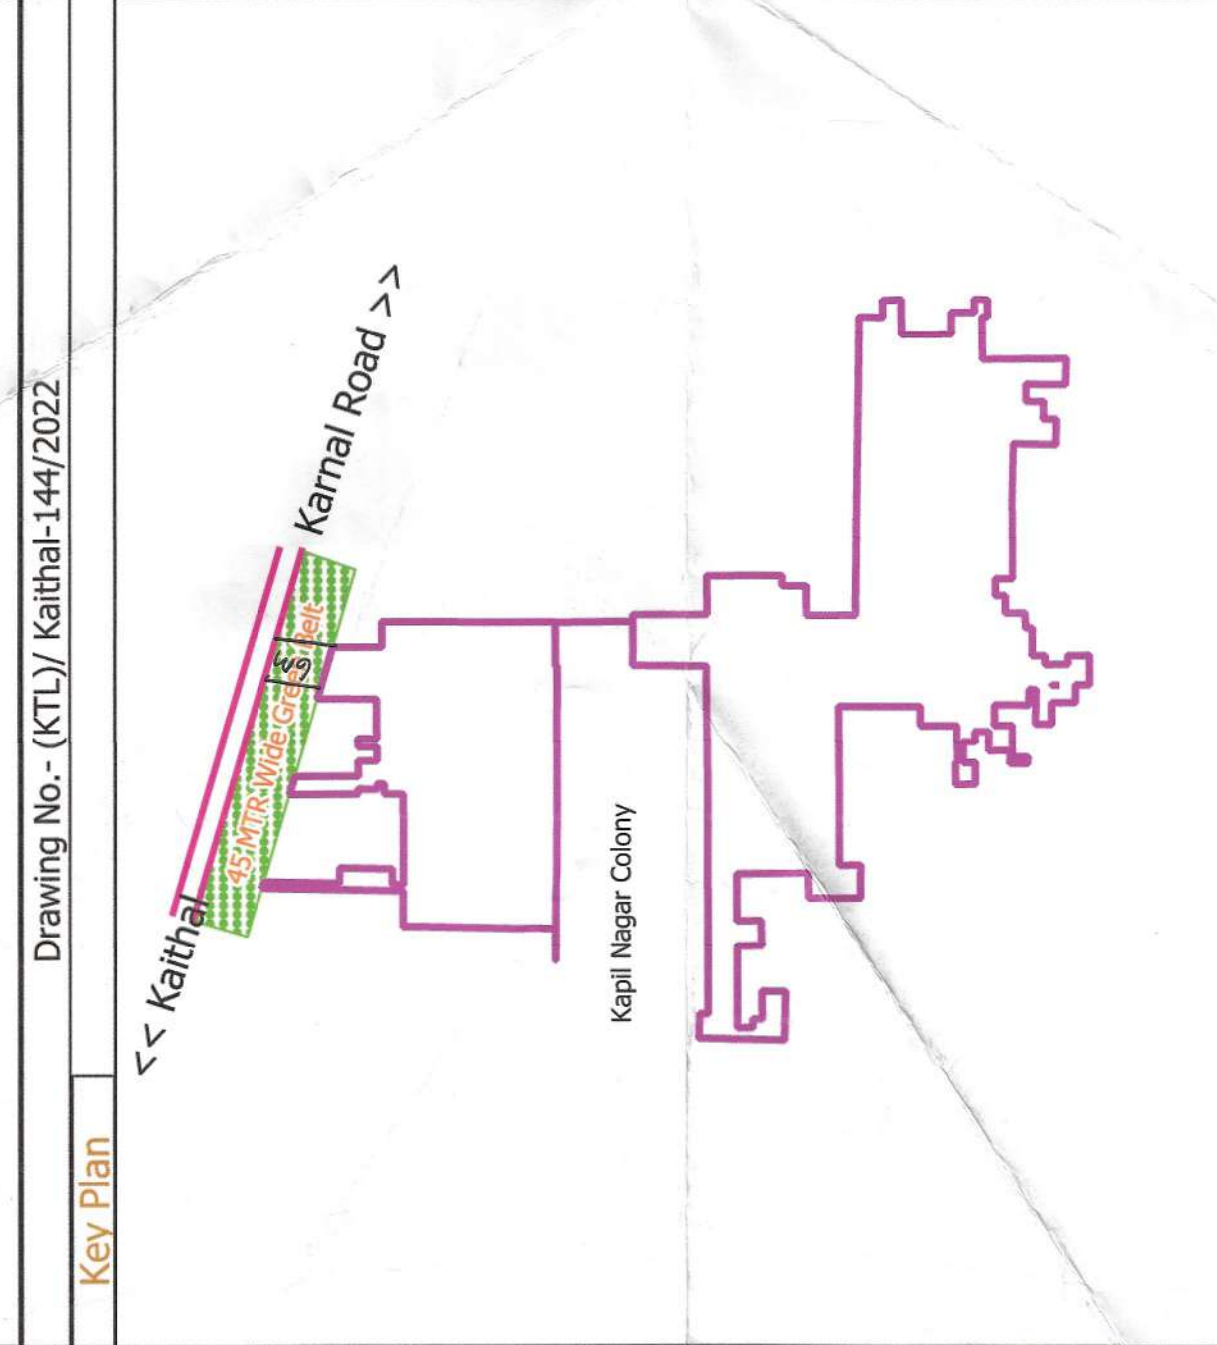 Drawing No.- (KTL)/ Kaithal-144/2022
Key Plan
<< Kaithal
Karnal Road >>
45 MTR Wide Green Belt
Kapil Nagar Colony